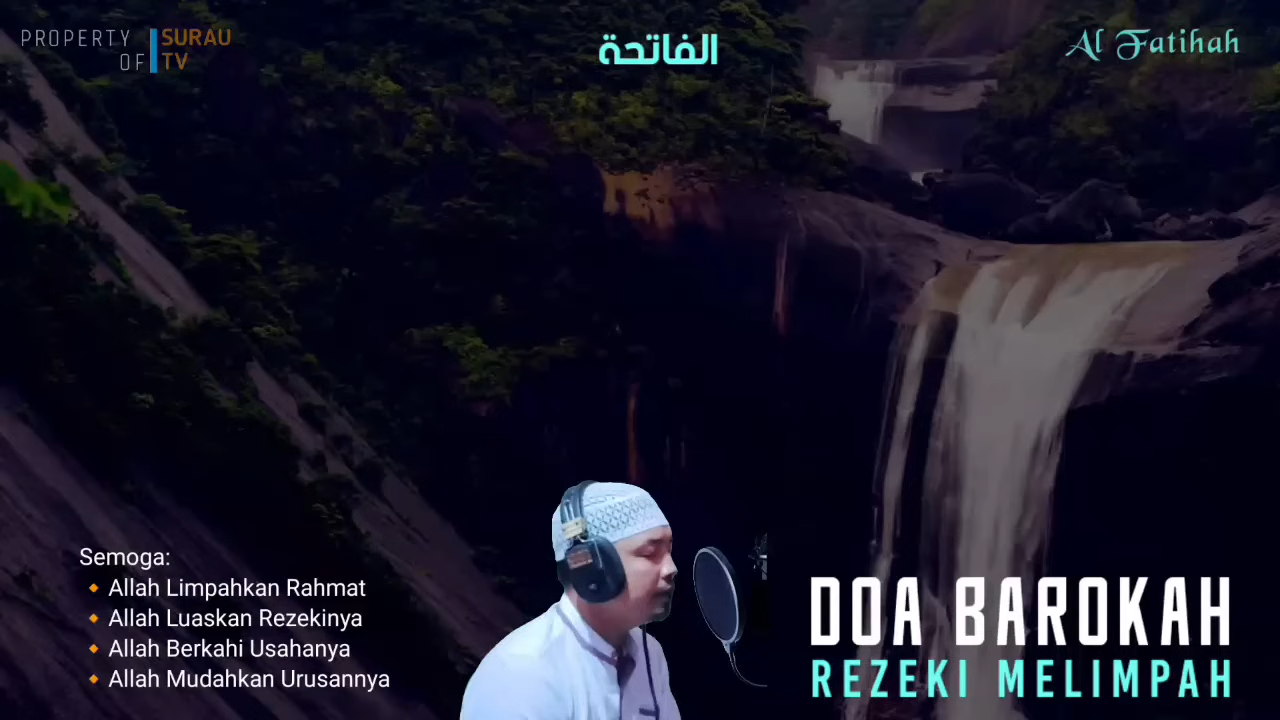 PROPERTY OF
SURAU TV
الفاتحة
Al Fatihah
Semoga:
🔸Allah Limpahkan Rahmat
🔸Allah Luaskan Rezekinya
🔸Allah Berkahi Usahanya
🔸Allah Mudahkan Urusannya
DOA BAROKAH
REZEKI MELIMPAH